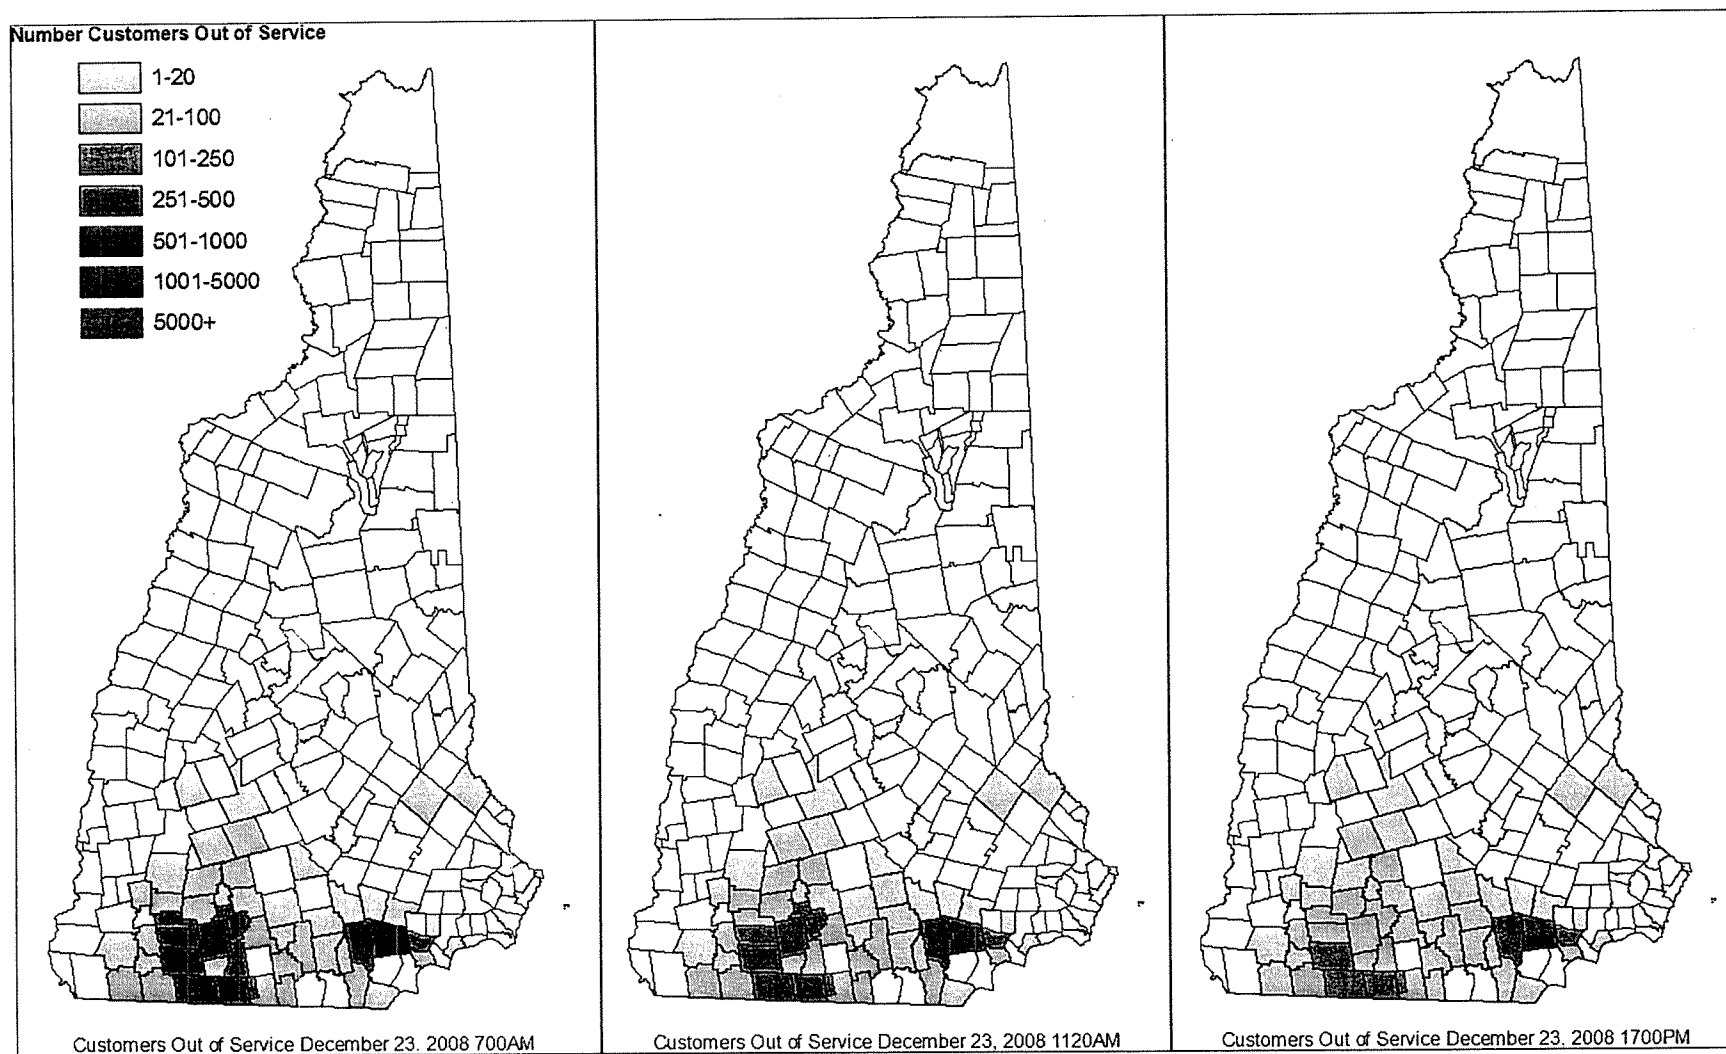 Number Customers Out of Service
1-20
21-100
101-250
251-500
501-1000
1001-5000
5000+
Customers Out of Service December 23. 2008 700AM
Customers Out of Service December 23, 2008 1120AM
Customers Out of Service December 23. 2008 1700PM